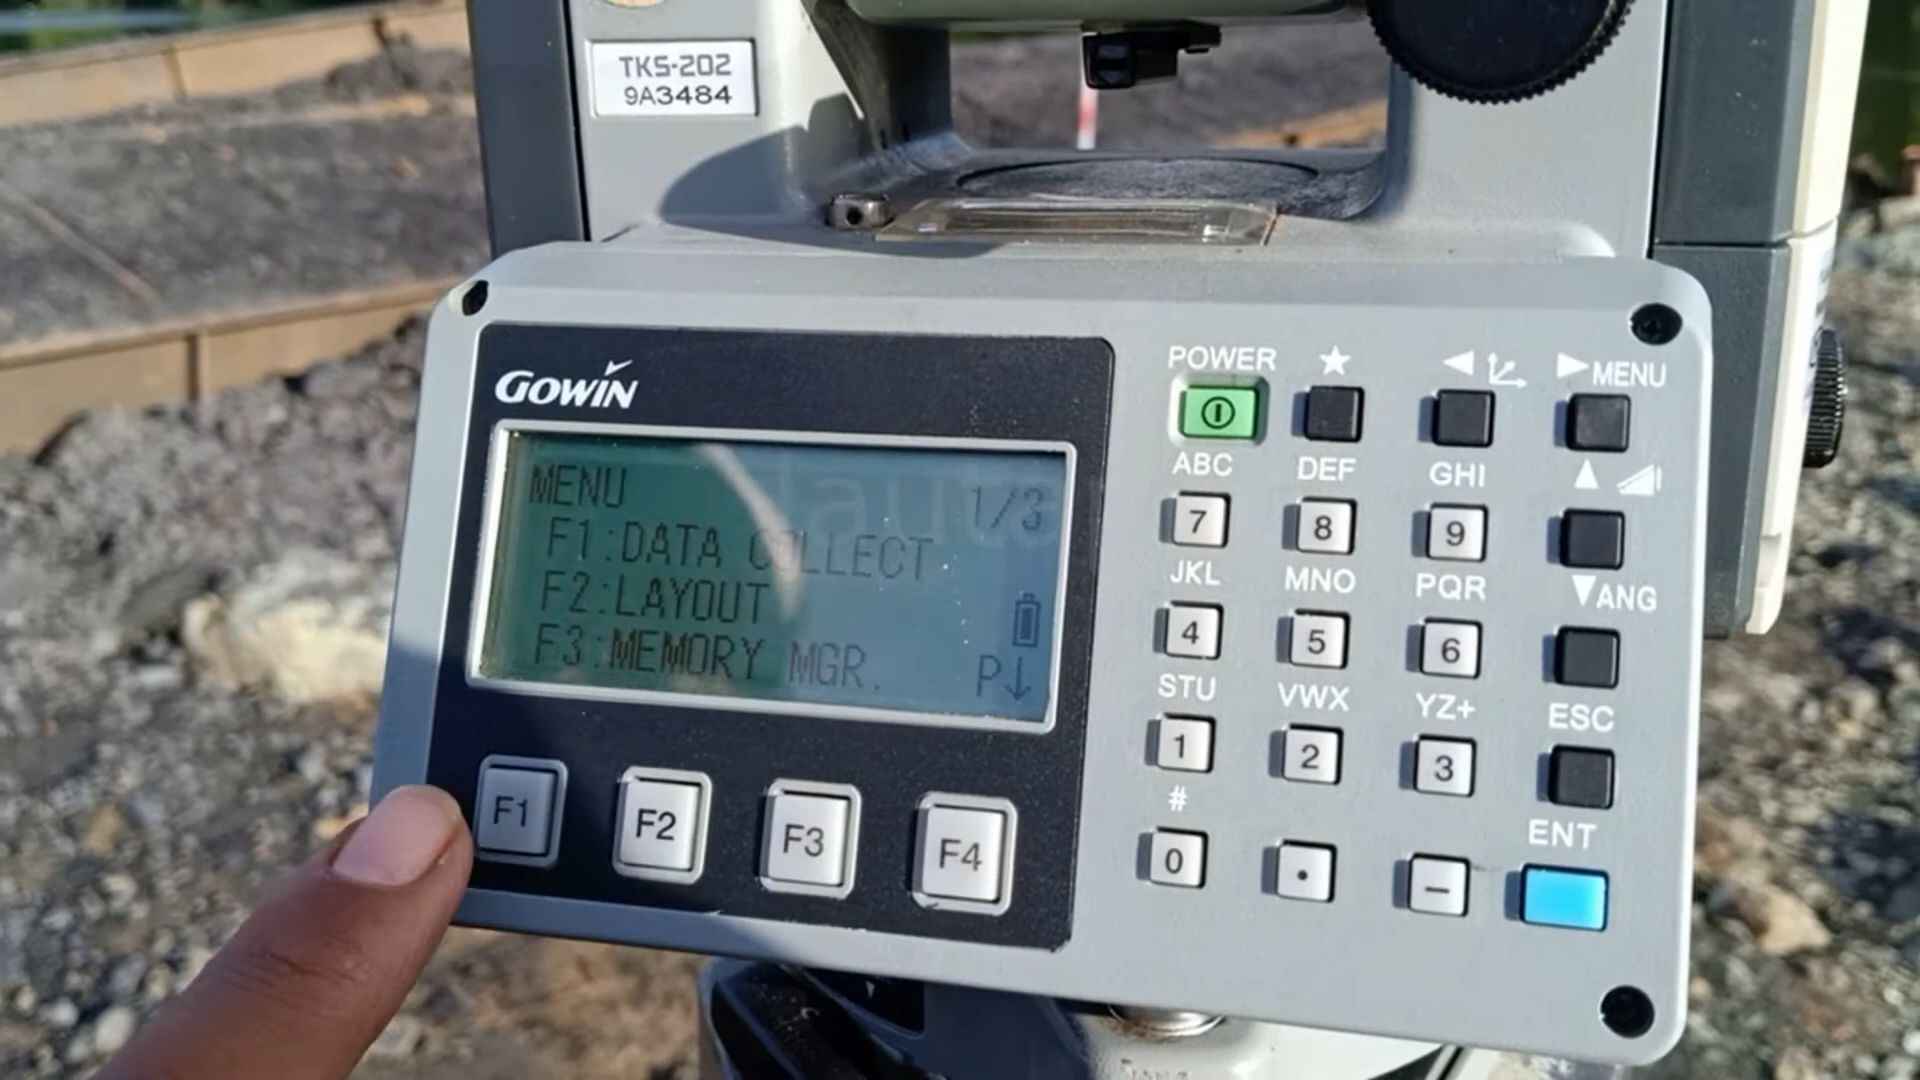 TKS-202
9A3484
GOWIN
MENU 1/3
F1:DATA COLLECT
F2:LAYOUT
F3:MEMORY MGR. P↓
F1 F2 F3 F4
POWER ★ ◀ ▶MENU
ABC DEF GHI ▲
7 8 9
JKL MNO PQR ▼ANG
4 5 6
STU VWX YZ+ ESC
1 2 3
# ENT
0 . −